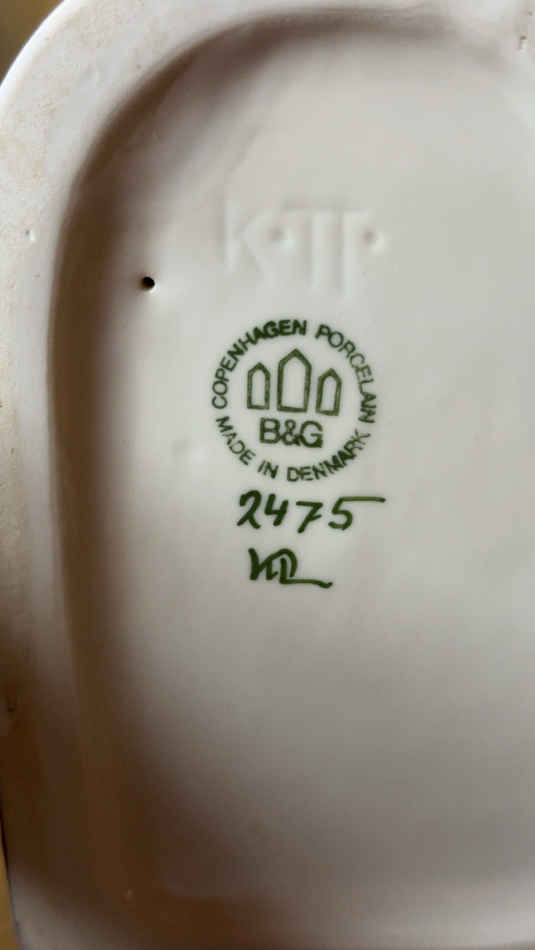 COPENHAGEN PORCELAIN
B&G
MADE IN DENMARK
2475